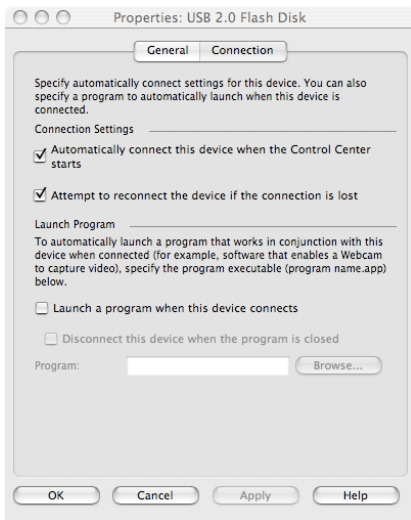 Properties: USB 2.0 Flash Disk
General Connection
Specify automatically connect settings for this device. You can also
specify a program to automatically launch when this device is
connected.
Connection Settings
Automatically connect this device when the Control Center
starts
Attempt to reconnect the device if the connection is lost
Launch Program
To automatically launch a program that works in conjunction with this
device when connected (for example, software that enables a Webcam
to capture video), specify the program executable (program name.app)
below.
Launch a program when this device connects
Disconnect this device when the program is closed
Program: Browse...
OK Cancel Apply Help